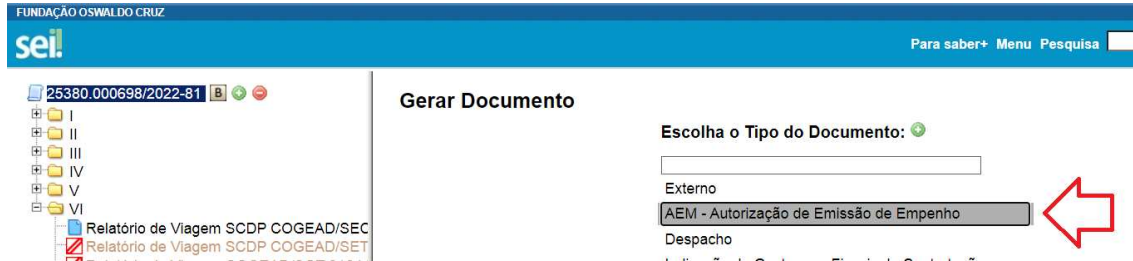 FUNDAÇÃO OSWALDO CRUZ
sei!
Para saber+ Menu Pesquisa
25380.000698/2022-81 B
I
II
III
IV
V
VI
Relatório de Viagem SCDP COGEAD/SEC
Relatório de Viagem SCDP COGEAD/SET
Gerar Documento
Escolha o Tipo do Documento:
Externo
AEM - Autorização de Emissão de Empenho
Despacho